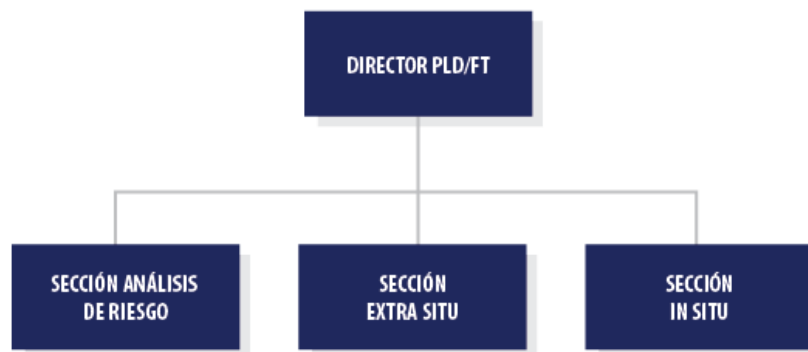 DIRECTOR PLD/FT
SECCIÓN ANÁLISIS
DE RIESGO
SECCIÓN
EXTRA SITU
SECCIÓN
IN SITU